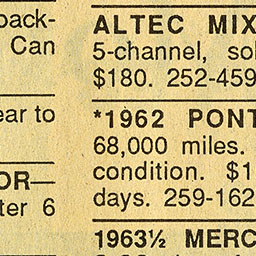 back-
Can
ear to
OR—
ter 6
ALTEC MIX
5-channel, sol
$180. 252-459
*1962 PONT
68,000 miles.
condition. $1
days. 259-162
1963½ MERC